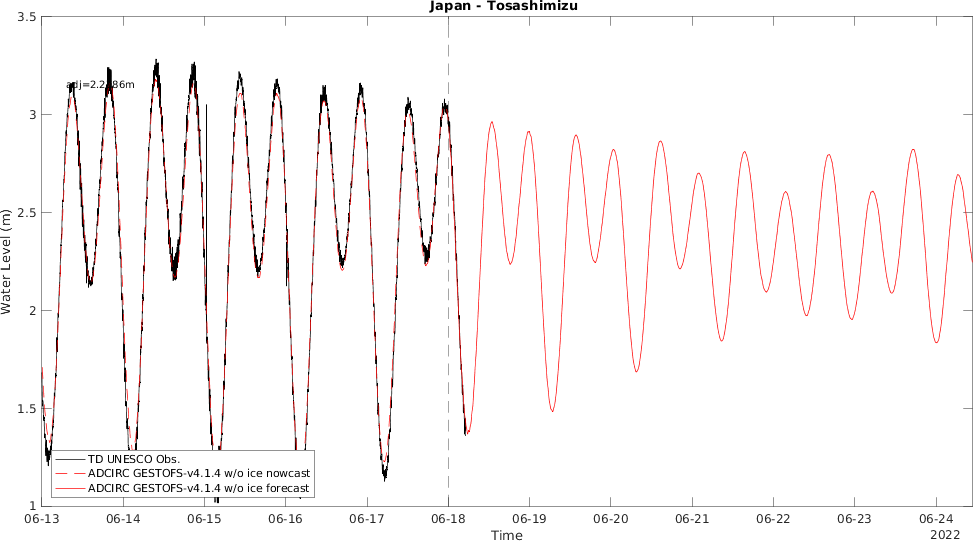 Japan - Tosashimizu
3.5
3
2.5
2
1.5
1
Water Level (m)
TD UNESCO Obs.
ADCIRC GESTOFS-v4.1.4 w/o ice nowcast
ADCIRC GESTOFS-v4.1.4 w/o ice forecast
06-13 06-14 06-15 06-16 06-17 06-18 06-19 06-20 06-21 06-22 06-23 06-24
Time
2022